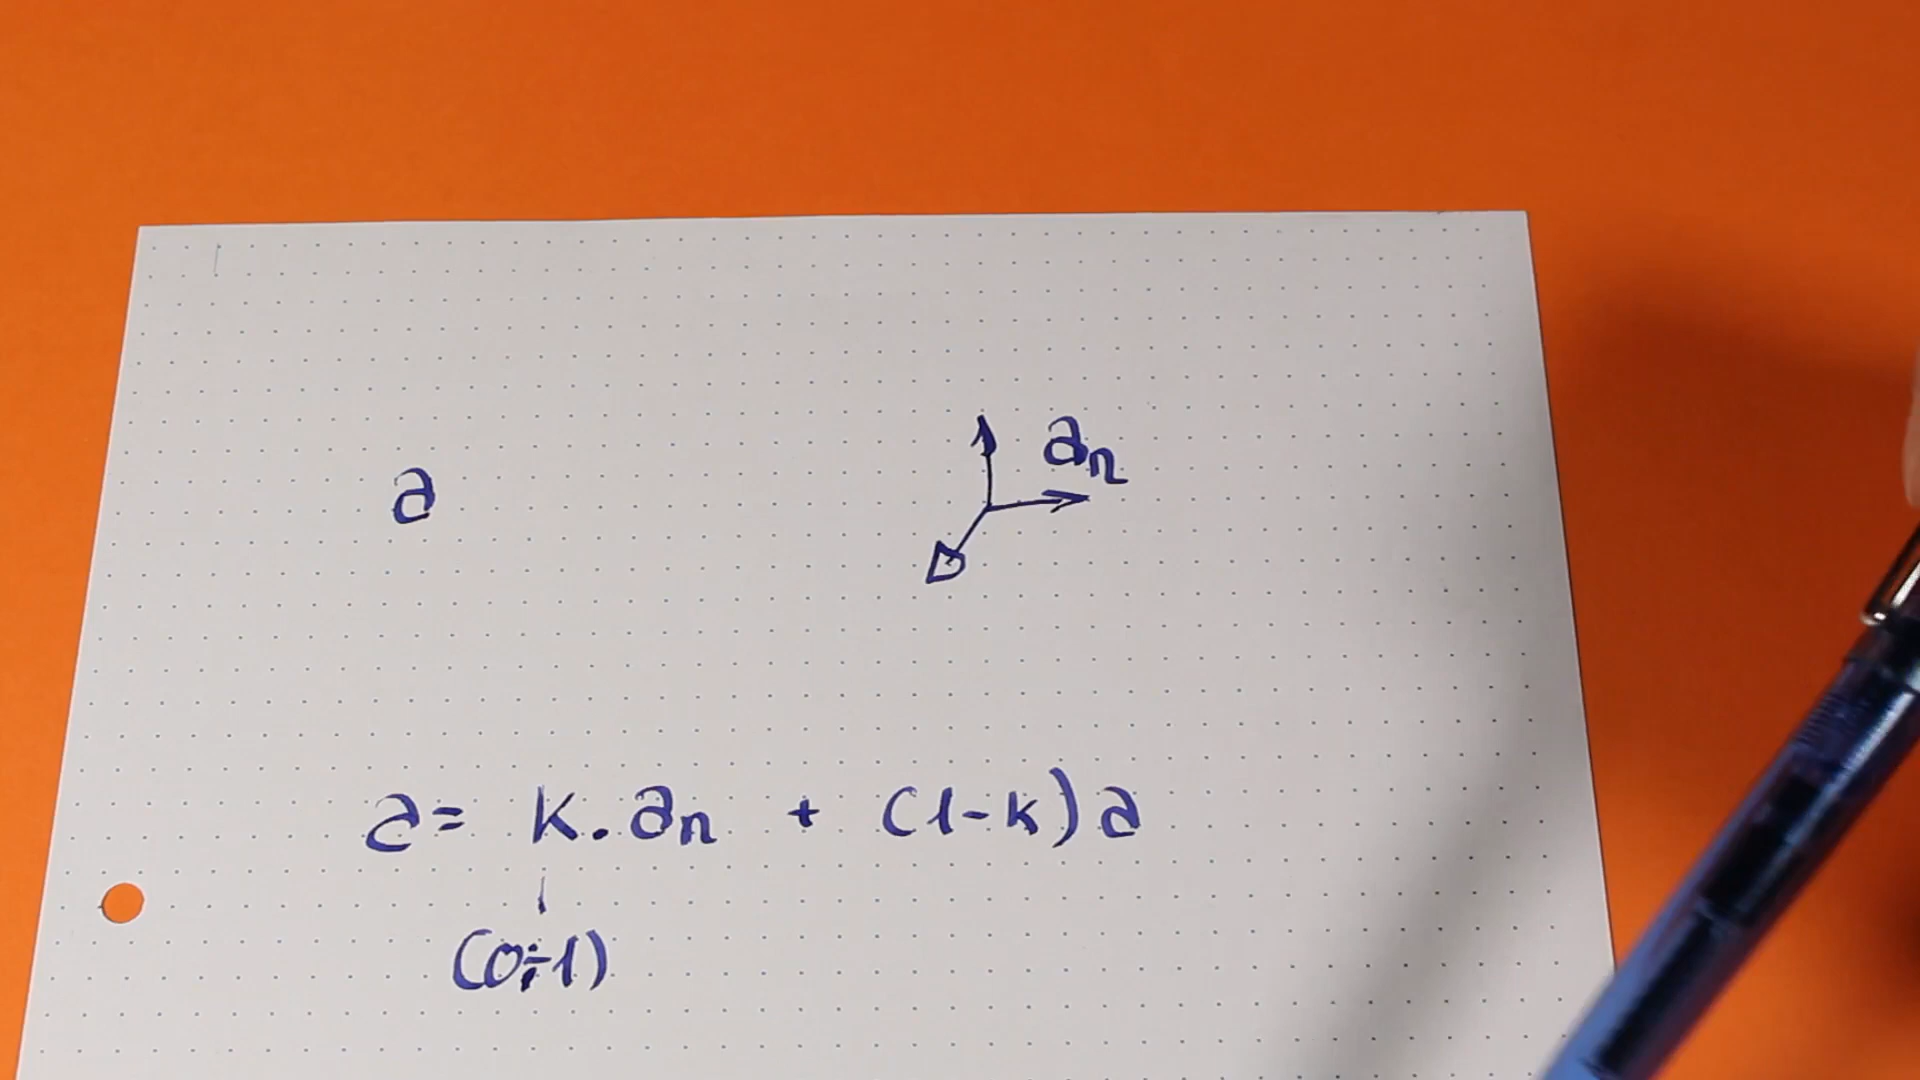 a
an
a = k . an + (1-k) a
(0÷1)